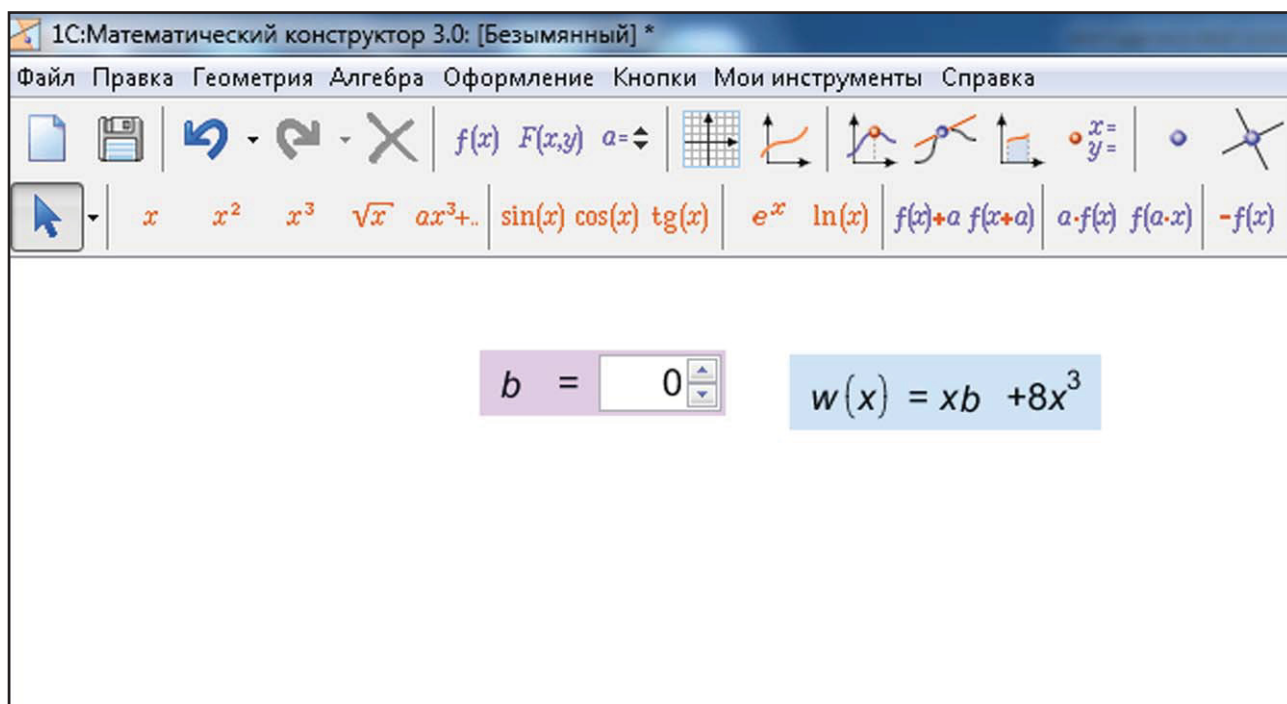 1С:Математический конструктор 3.0: [Безымянный] *
Файл Правка Геометрия Алгебра Оформление Кнопки Мои инструменты Справка
f(x) F(x,y) a= x= y=
x x² x³ √x ax³+.. sin(x) cos(x) tg(x) eˣ ln(x) f(x)+a f(x+a) a·f(x) f(a·x) -f(x)
b = 0 w(x) = xb +8x³